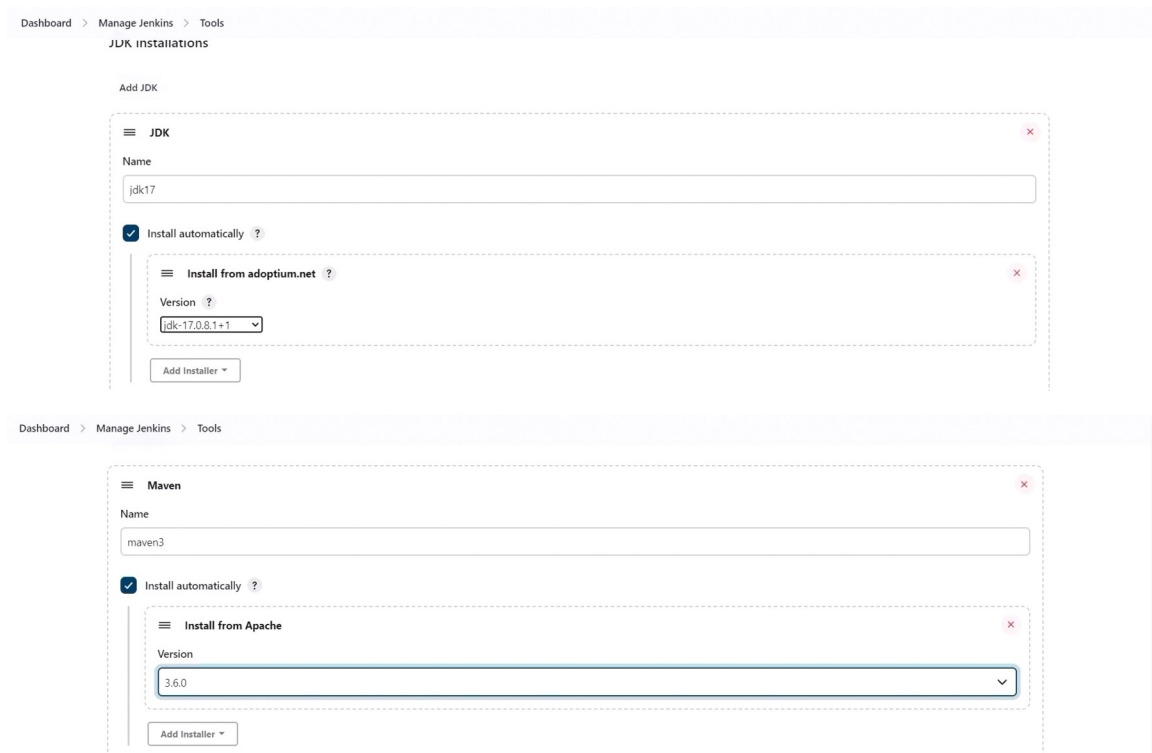 Dashboard > Manage Jenkins > Tools
JDK installations
Add JDK
JDK
Name
jdk17
Install automatically ?
Install from adoptium.net ?
Version ?
jdk-17.0.8.1+1
Add Installer
Dashboard > Manage Jenkins > Tools
Maven
Name
maven3
Install automatically ?
Install from Apache
Version
3.6.0
Add Installer